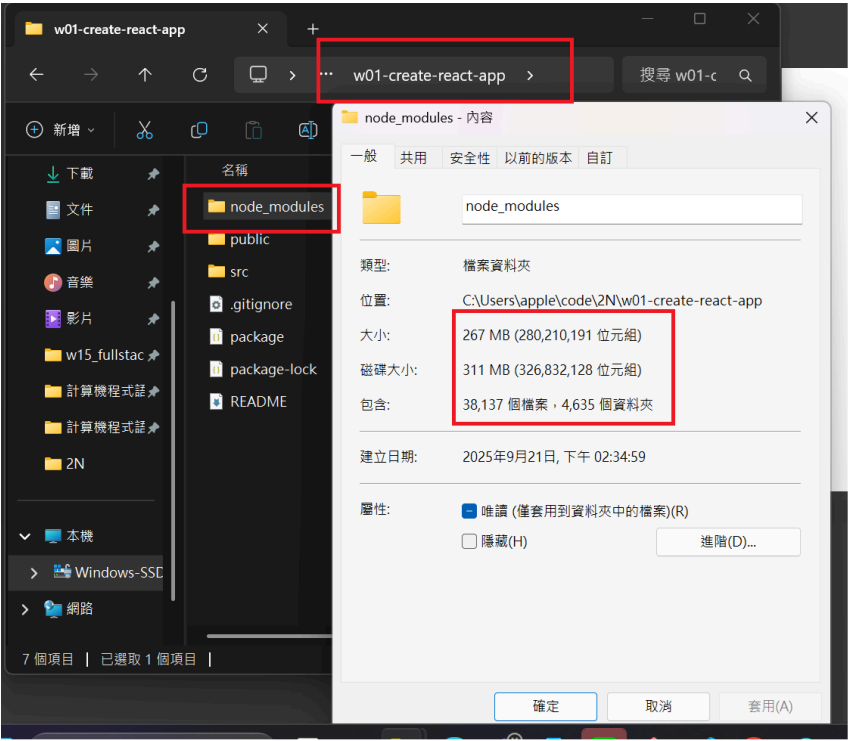 w01-create-react-app
w01-create-react-app
搜尋 w01-c
新增
名稱
下載
文件
圖片
音樂
影片
w15_fullstac
計算機程式語
計算機程式語
2N
本機
Windows-SSD
網路
node_modules
public
src
.gitignore
package
package-lock
README
7 個項目
已選取 1 個項目
node_modules - 內容
一般
共用
安全性
以前的版本
自訂
node_modules
類型:
檔案資料夾
位置:
C:\Users\apple\code\2N\w01-create-react-app
大小:
267 MB (280,210,191 位元組)
磁碟大小:
311 MB (326,832,128 位元組)
包含:
38,137 個檔案，4,635 個資料夾
建立日期:
2025年9月21日, 下午 02:34:59
屬性:
唯讀 (僅套用到資料夾中的檔案)(R)
隱藏(H)
進階(D)...
確定
取消
套用(A)